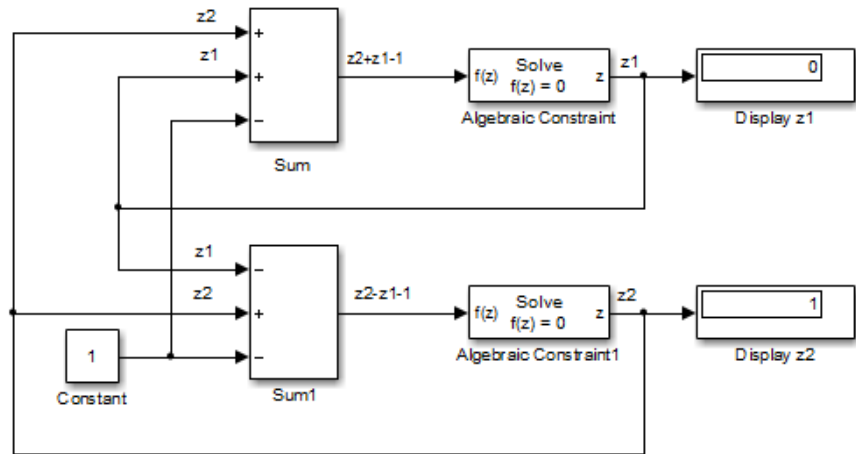 z2
+
z1
+
−
z2+z1-1
Sum
f(z)
Solve
f(z) = 0
z
Algebraic Constraint
z1
0
Display z1
z1
−
z2
+
−
z2-z1-1
Sum1
f(z)
Solve
f(z) = 0
z
Algebraic Constraint1
z2
1
Display z2
1
Constant